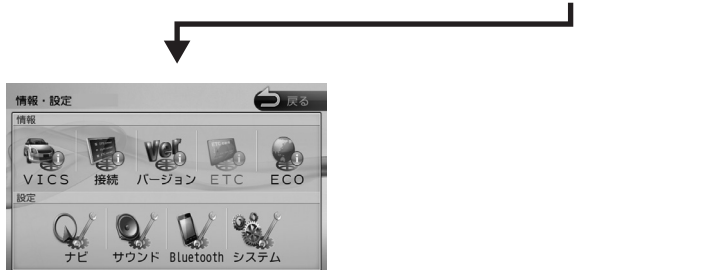 情報・設定 戻る
情報
VICS 接続 バージョン ETC ECO
設定
ナビ サウンド Bluetooth システム